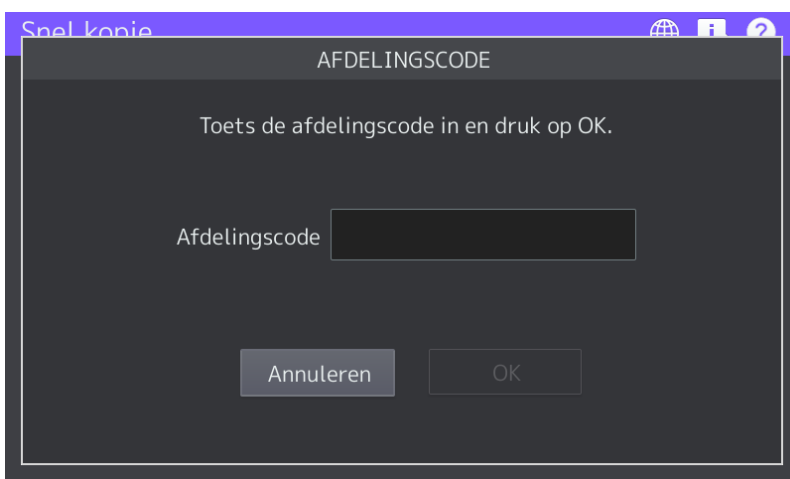 Snel kopie
AFDELINGSCODE
Toets de afdelingscode in en druk op OK.
Afdelingscode
Annuleren
OK